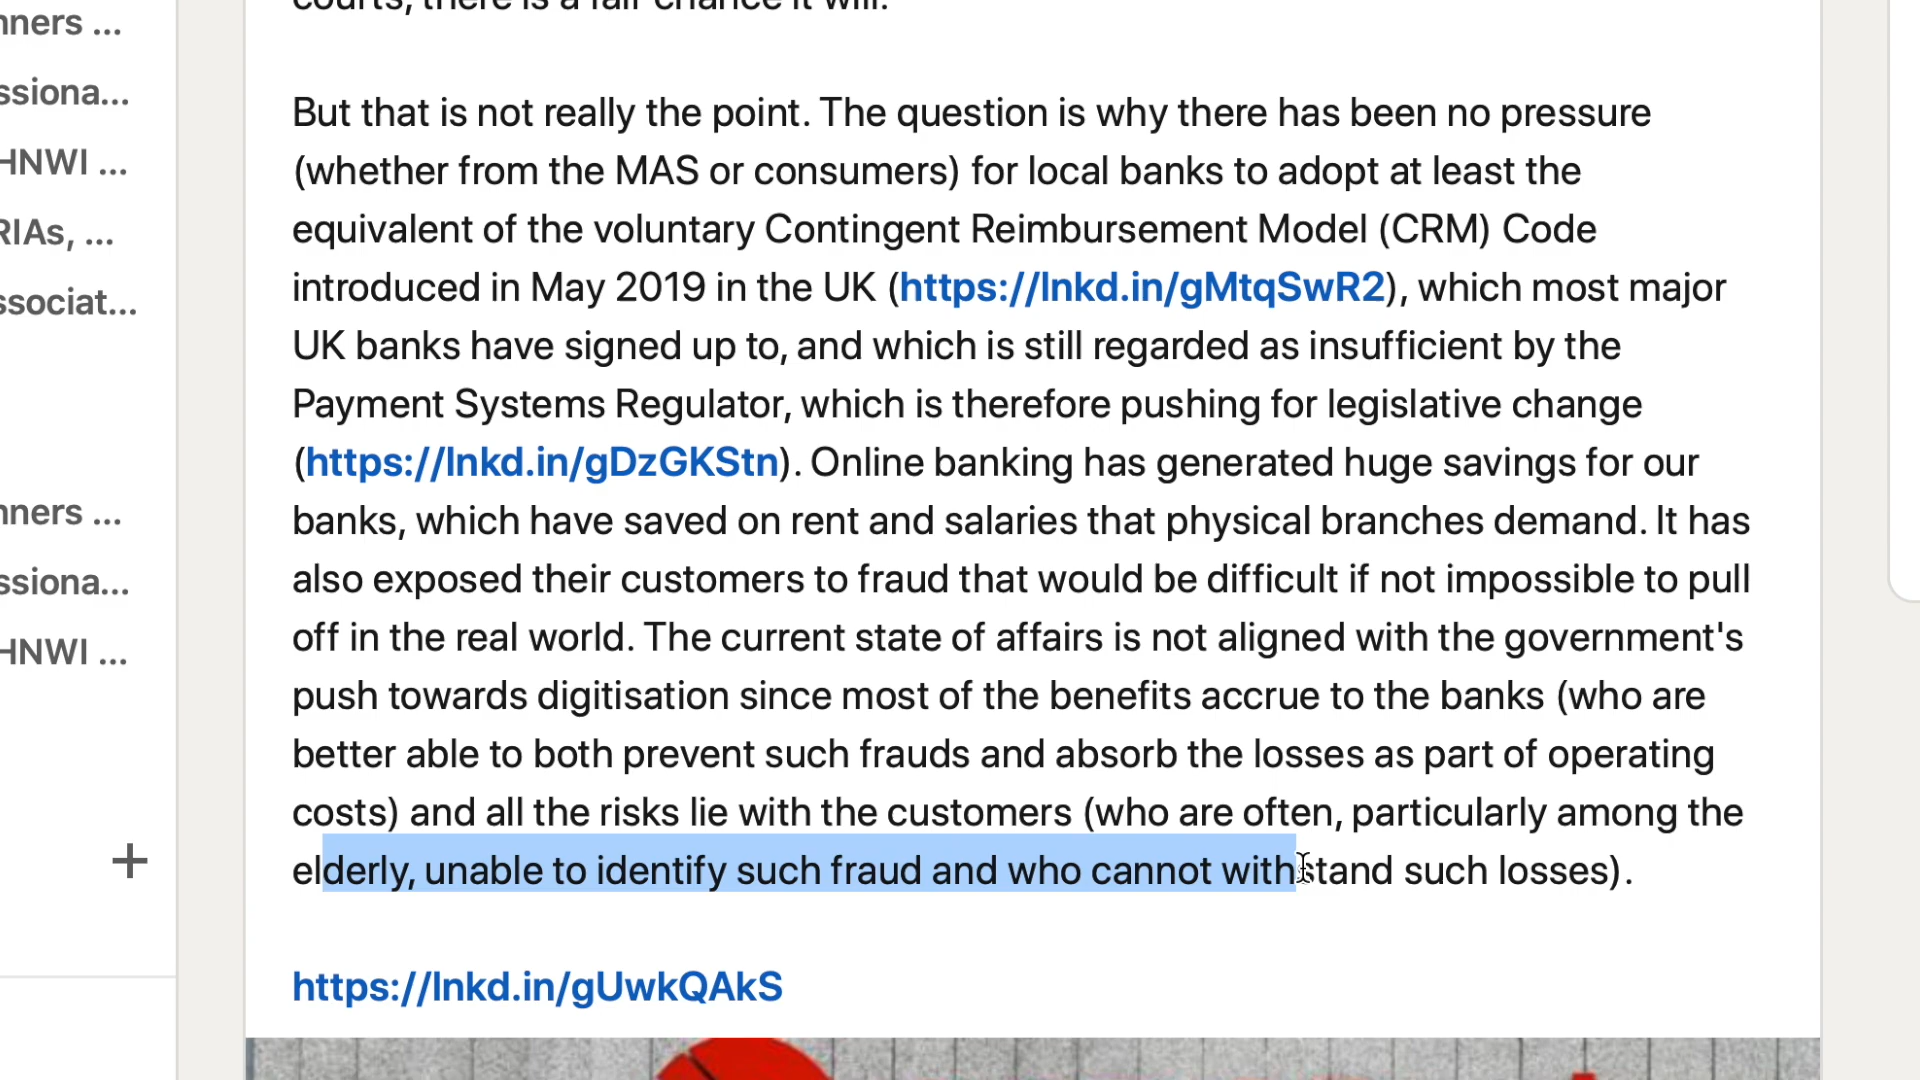 courts, there is a fair chance it will.
nners ...
ssiona...
HNWI ...
RIAs, ...
ssociat...
nners ...
ssiona...
HNWI ...
But that is not really the point. The question is why there has been no pressure
(whether from the MAS or consumers) for local banks to adopt at least the
equivalent of the voluntary Contingent Reimbursement Model (CRM) Code
introduced in May 2019 in the UK (https://lnkd.in/gMtqSwR2), which most major
UK banks have signed up to, and which is still regarded as insufficient by the
Payment Systems Regulator, which is therefore pushing for legislative change
(https://lnkd.in/gDzGKStn). Online banking has generated huge savings for our
banks, which have saved on rent and salaries that physical branches demand. It has
also exposed their customers to fraud that would be difficult if not impossible to pull
off in the real world. The current state of affairs is not aligned with the government's
push towards digitisation since most of the benefits accrue to the banks (who are
better able to both prevent such frauds and absorb the losses as part of operating
costs) and all the risks lie with the customers (who are often, particularly among the
elderly, unable to identify such fraud and who cannot withstand such losses).
https://lnkd.in/gUwkQAkS